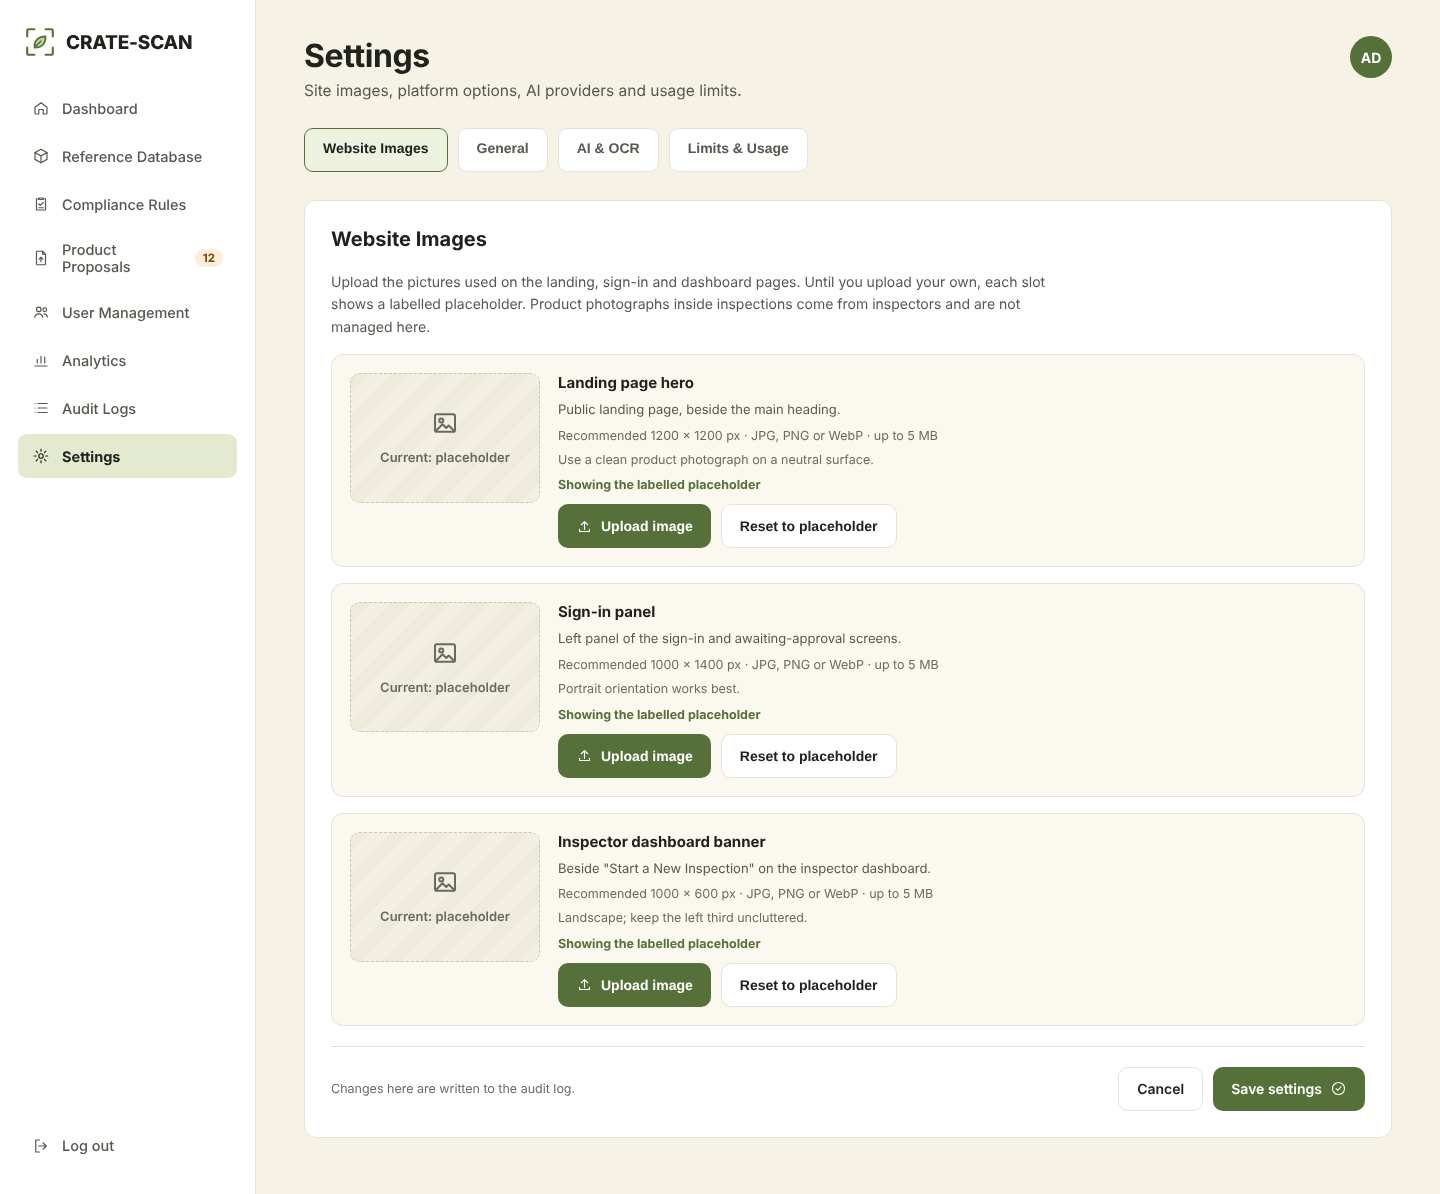 CRATE-SCAN
Dashboard
Reference Database
Compliance Rules
Product
Proposals
12
User Management
Analytics
Audit Logs
Settings
Log out
Settings
AD
Site images, platform options, AI providers and usage limits.
Website Images
General
AI & OCR
Limits & Usage
Website Images
Upload the pictures used on the landing, sign-in and dashboard pages. Until you upload your own, each slot
shows a labelled placeholder. Product photographs inside inspections come from inspectors and are not
managed here.
Current: placeholder
Landing page hero
Public landing page, beside the main heading.
Recommended 1200 × 1200 px · JPG, PNG or WebP · up to 5 MB
Use a clean product photograph on a neutral surface.
Showing the labelled placeholder
Upload image
Reset to placeholder
Current: placeholder
Sign-in panel
Left panel of the sign-in and awaiting-approval screens.
Recommended 1000 × 1400 px · JPG, PNG or WebP · up to 5 MB
Portrait orientation works best.
Showing the labelled placeholder
Upload image
Reset to placeholder
Current: placeholder
Inspector dashboard banner
Beside "Start a New Inspection" on the inspector dashboard.
Recommended 1000 × 600 px · JPG, PNG or WebP · up to 5 MB
Landscape; keep the left third uncluttered.
Showing the labelled placeholder
Upload image
Reset to placeholder
Changes here are written to the audit log.
Cancel
Save settings